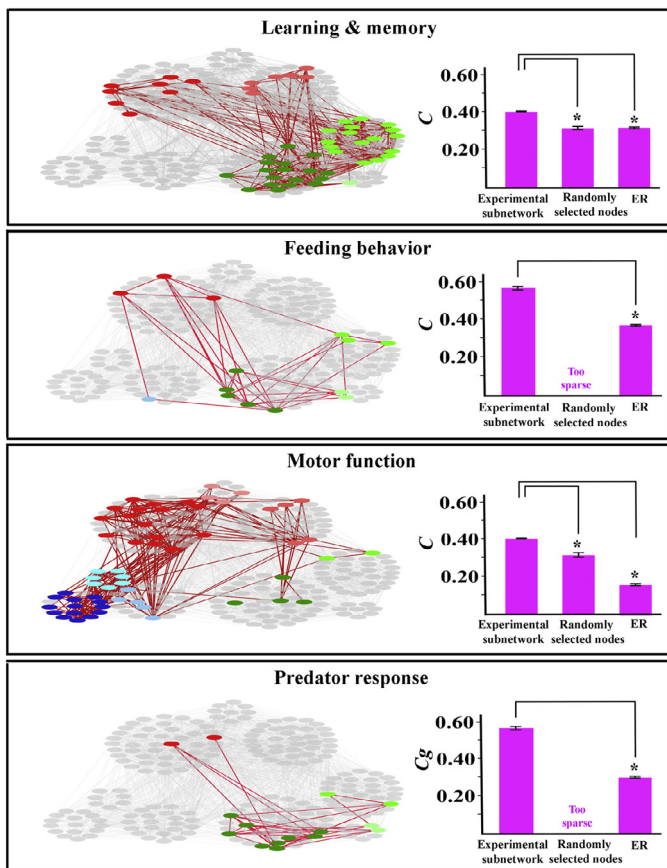 Learning & memory
C
0.60
0.40
0.20
*
*
Experimental
subnetwork
Randomly
selected nodes
ER
Feeding behavior
C
0.60
0.40
0.20
Too
sparse
*
Experimental
subnetwork
Randomly
selected nodes
ER
Motor function
C
0.60
0.40
0.20
*
*
Experimental
subnetwork
Randomly
selected nodes
ER
Predator response
Cg
0.60
0.40
0.20
Too
sparse
*
Experimental
subnetwork
Randomly
selected nodes
ER